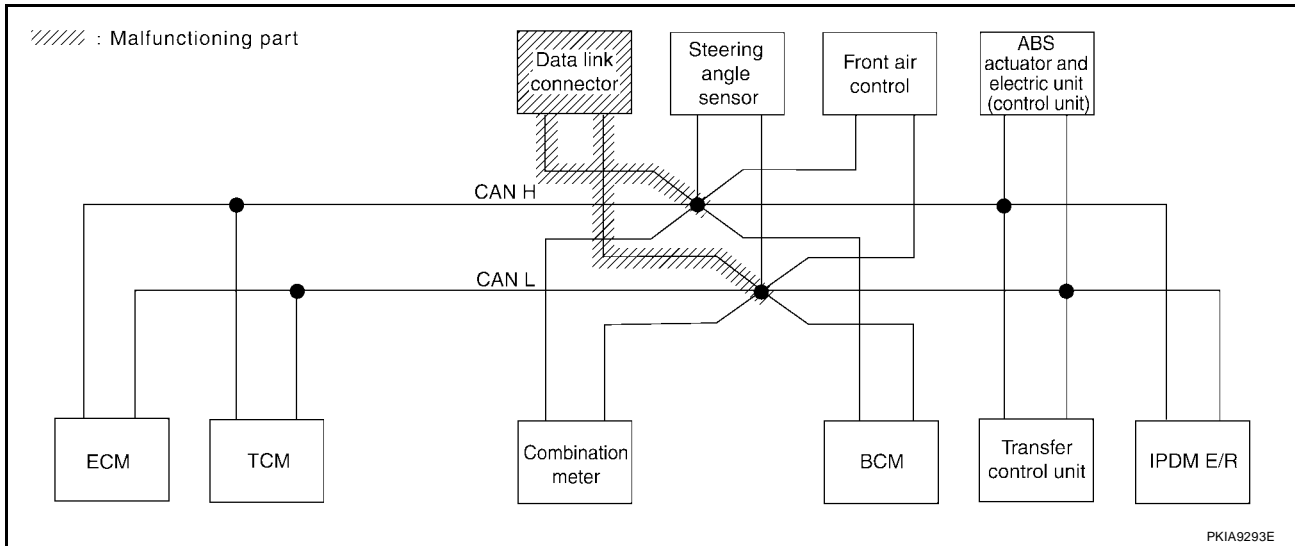 : Malfunctioning part
Data link
connector
Steering
angle
sensor
Front air
control
ABS
actuator and
electric unit
(control unit)
CAN H
CAN L
ECM
TCM
Combination
meter
BCM
Transfer
control unit
IPDM E/R
PKIA9293E